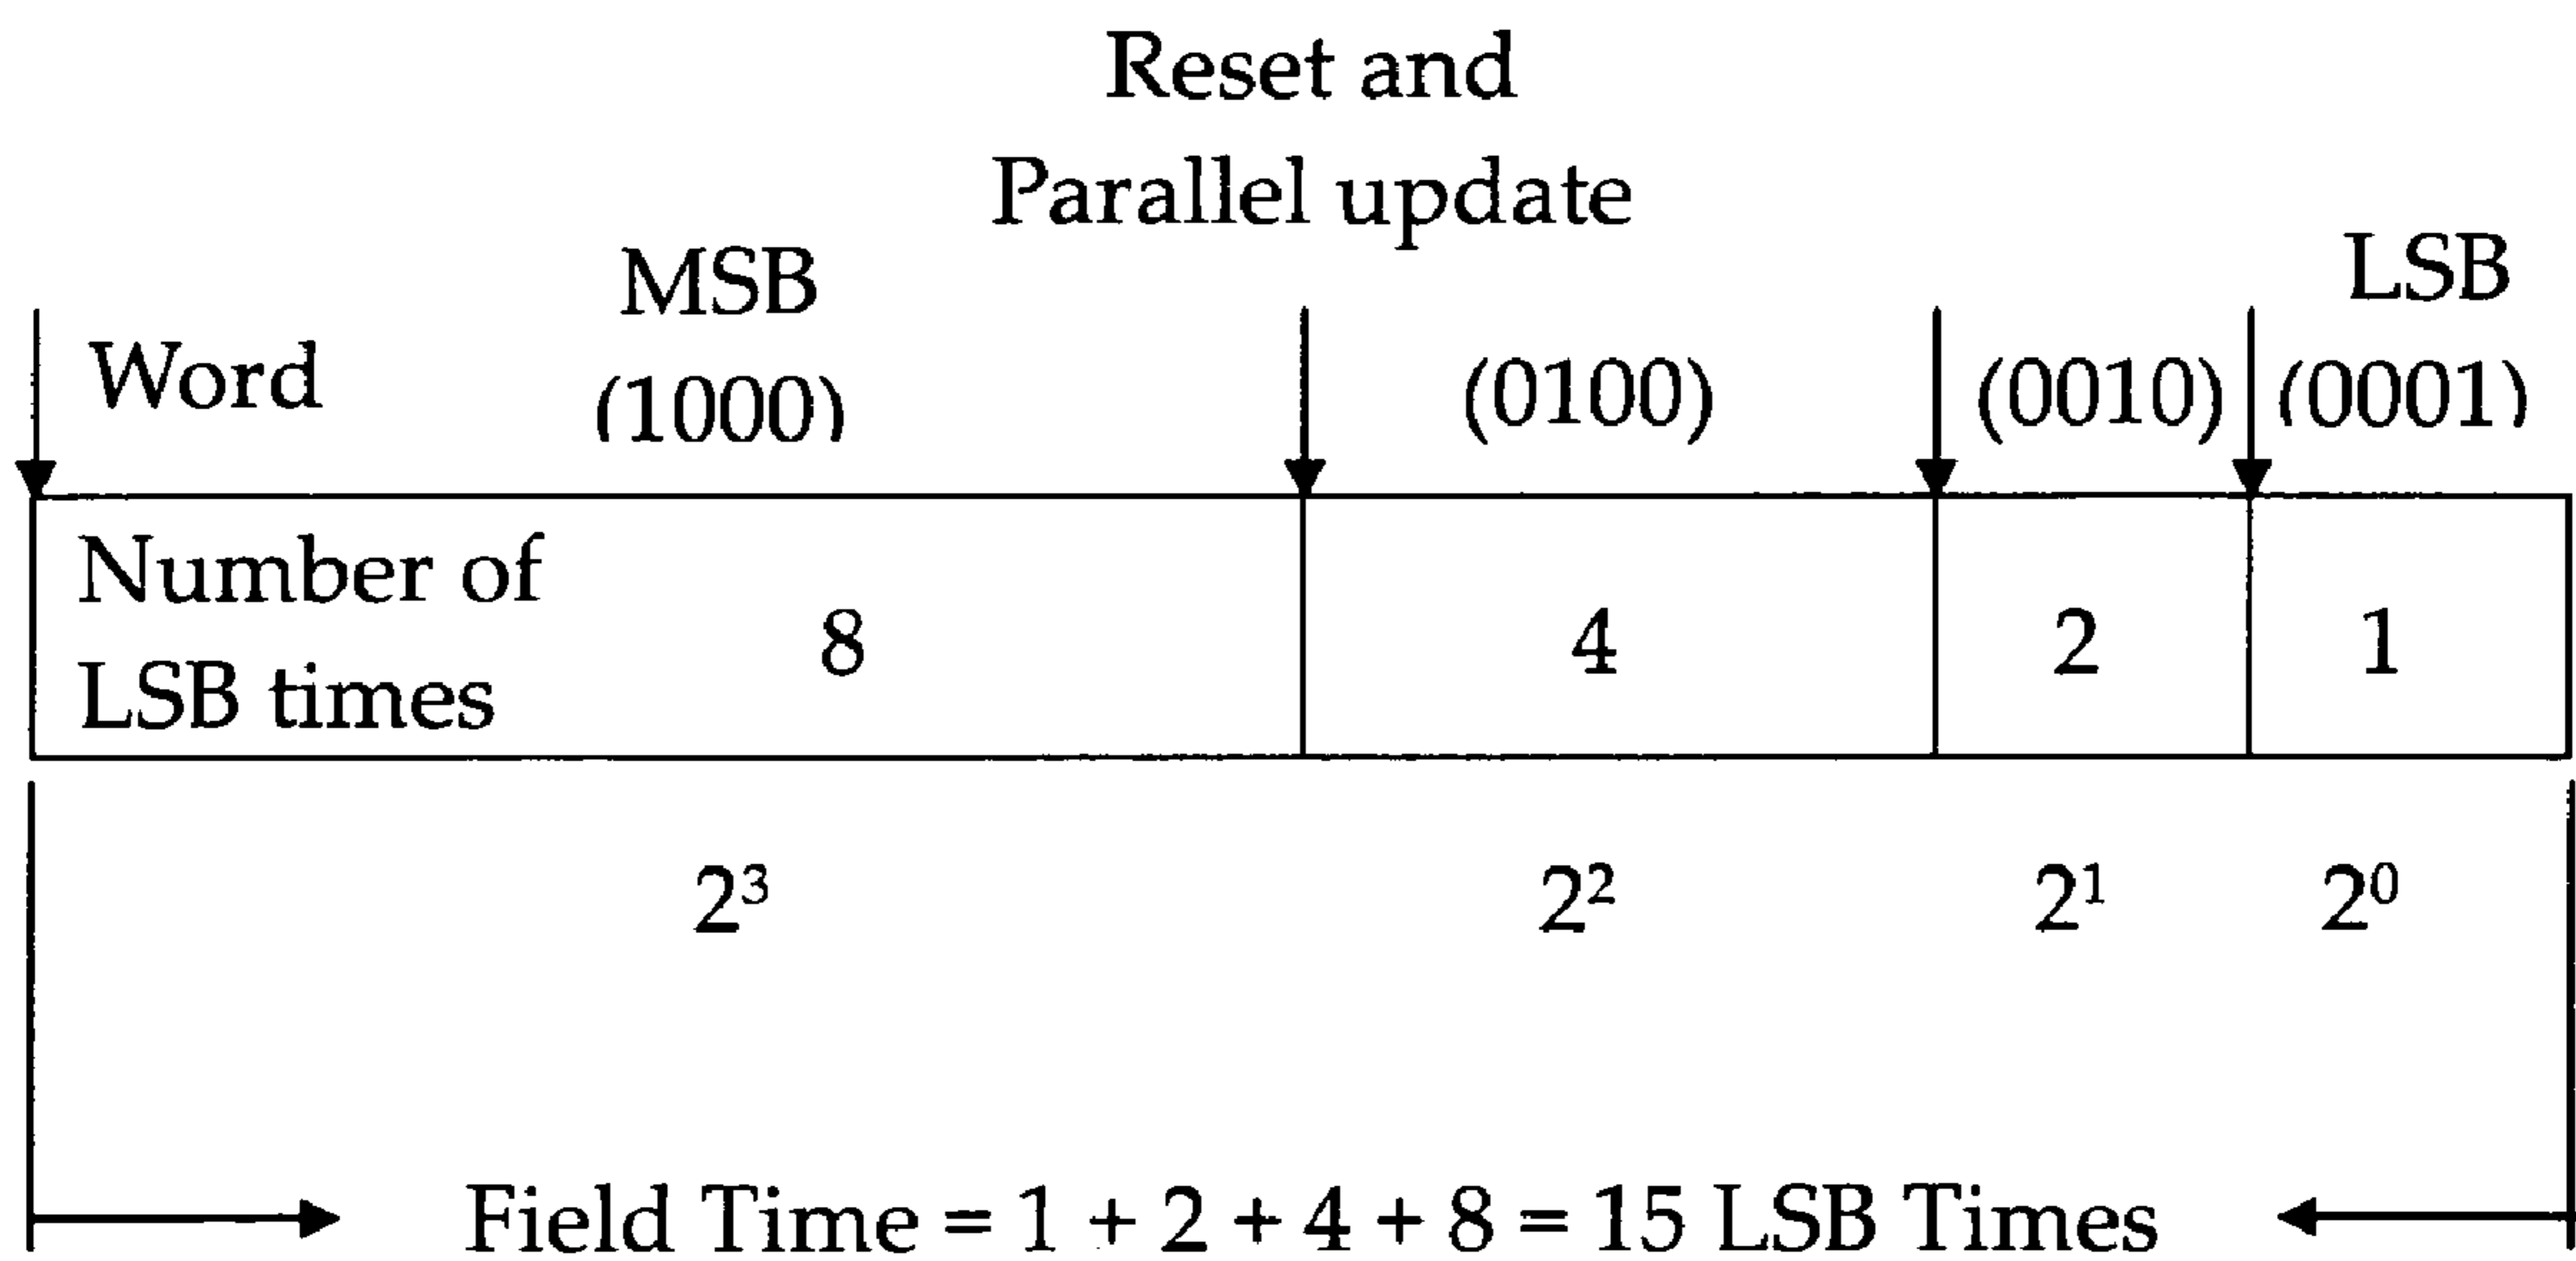 Reset and
Parallel update
MSB
LSB
Word
(1000)
(0100)
(0010)
(0001)
Number of
LSB times
8
4
2
1
2³
2²
2¹
2⁰
Field Time = 1 + 2 + 4 + 8 = 15 LSB Times